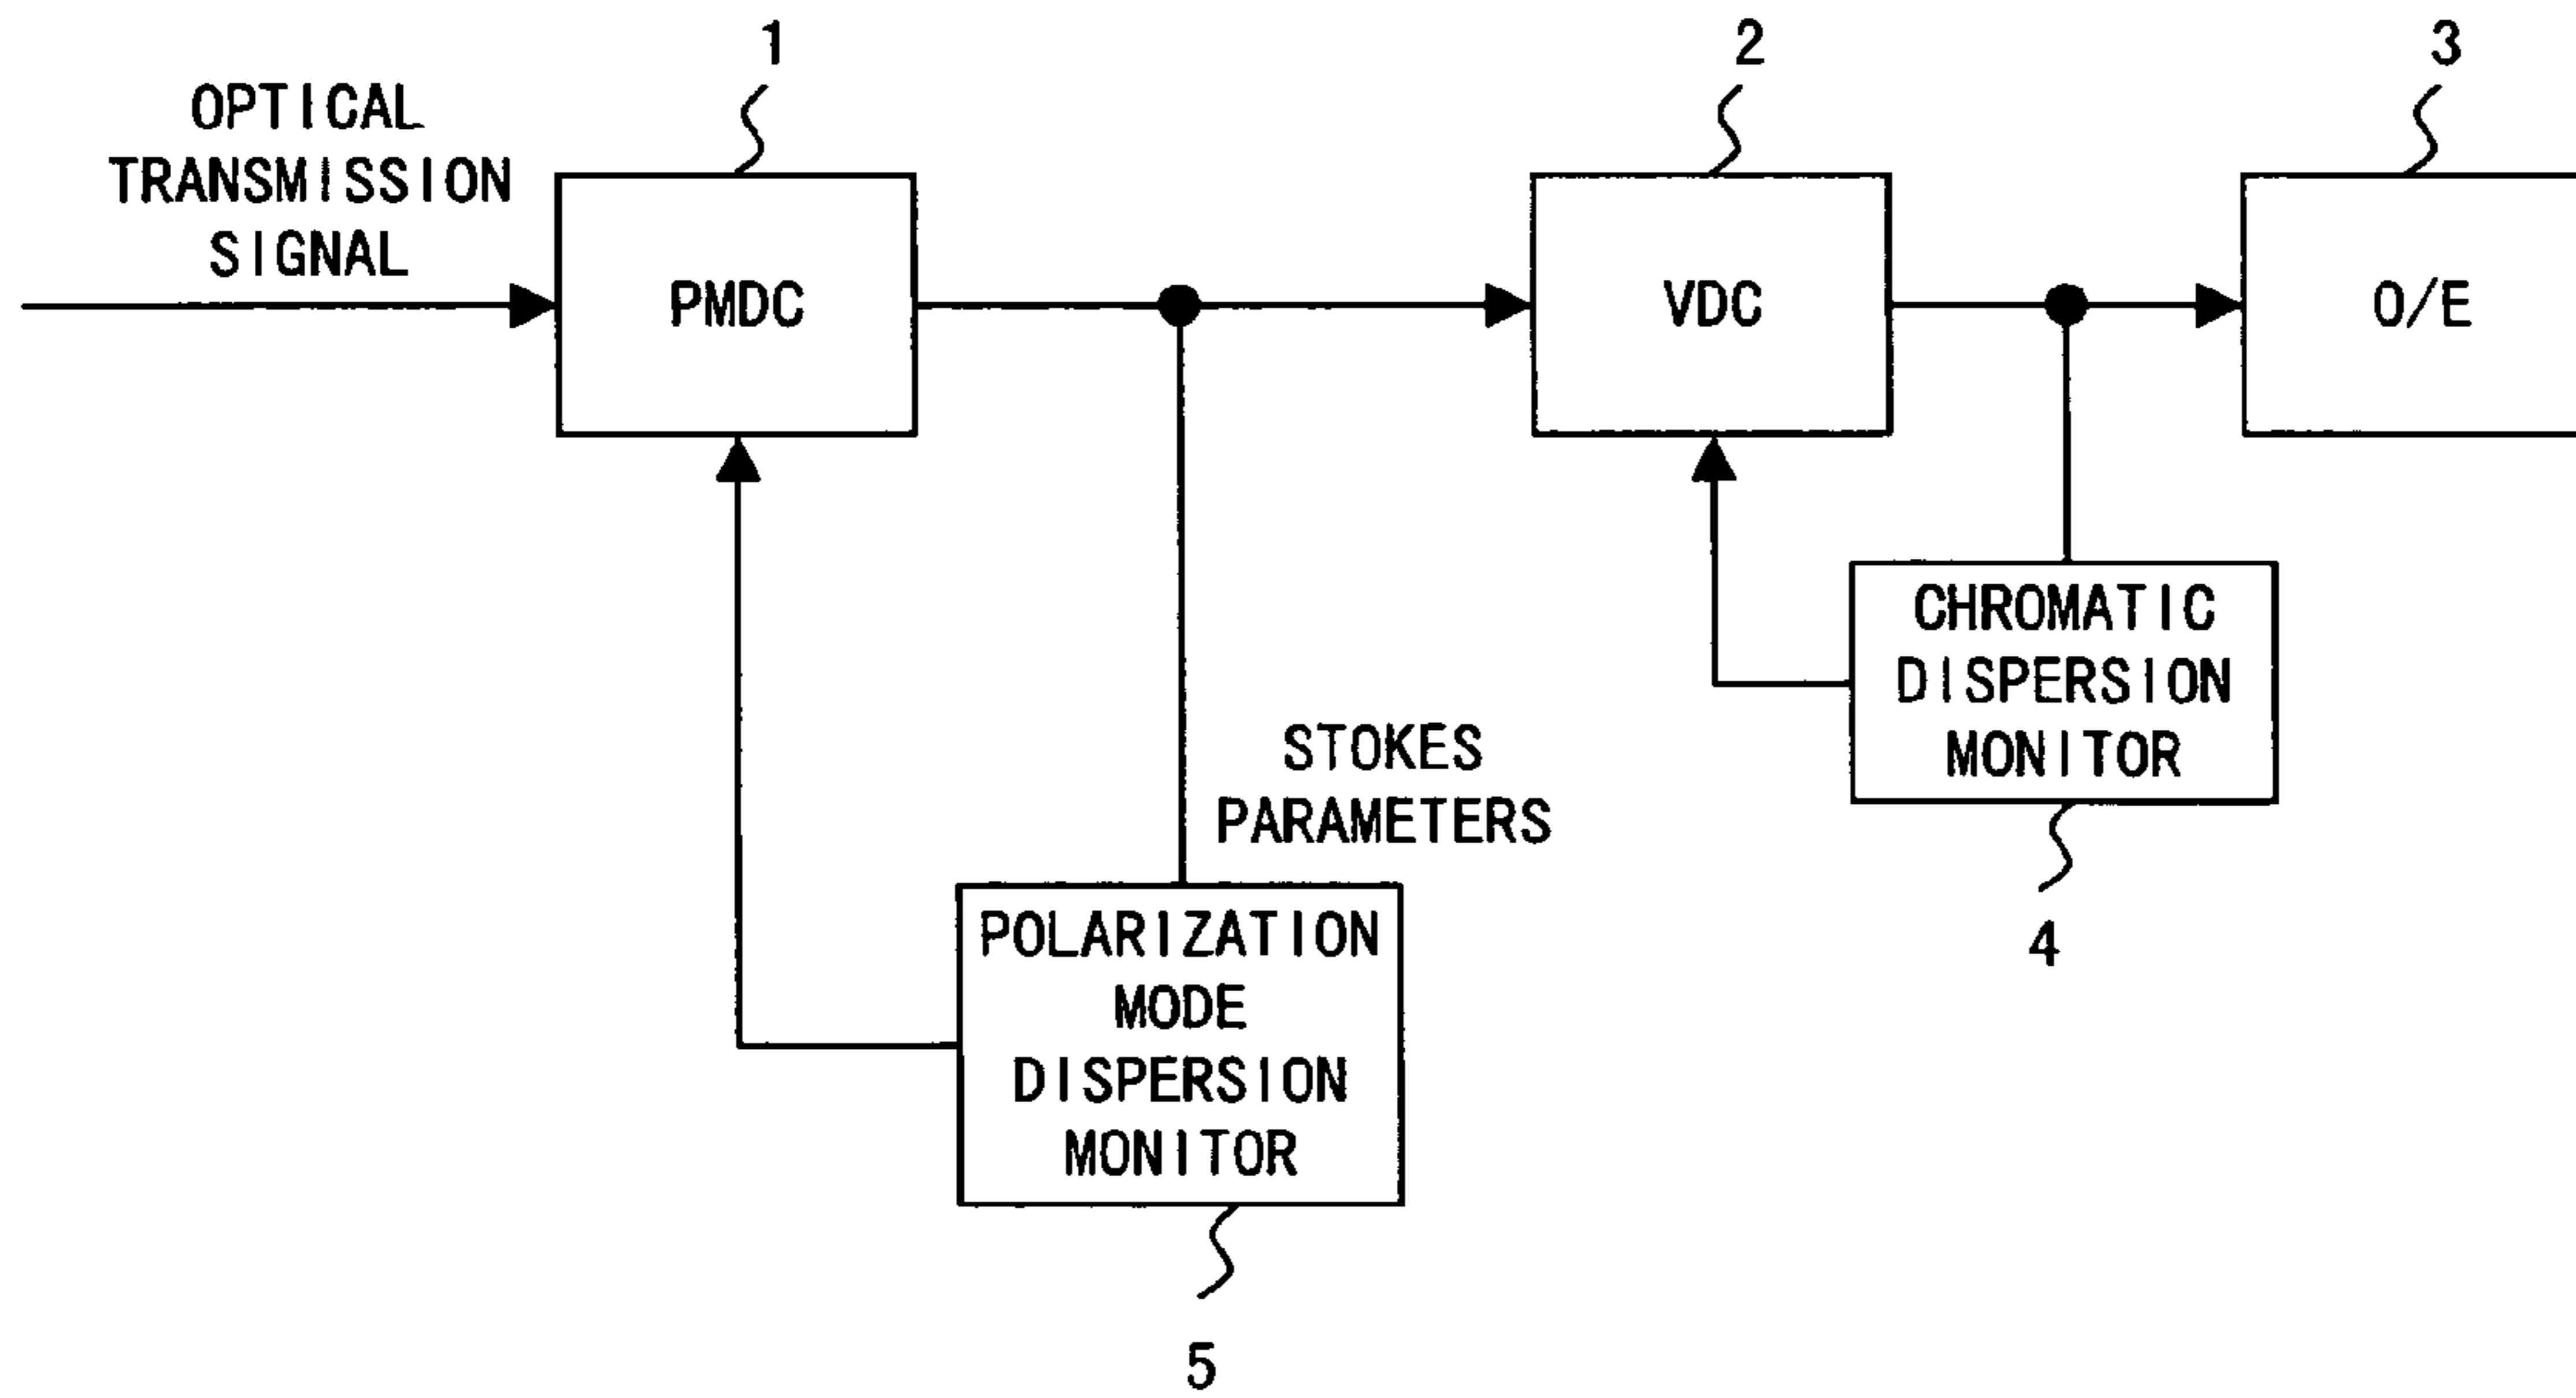 1
2
3
OPTICAL
TRANSMISSION
SIGNAL
PMDC
VDC
O/E
CHROMATIC
DISPERSION
MONITOR
STOKES
PARAMETERS
POLARIZATION
MODE
DISPERSION
MONITOR
4
5